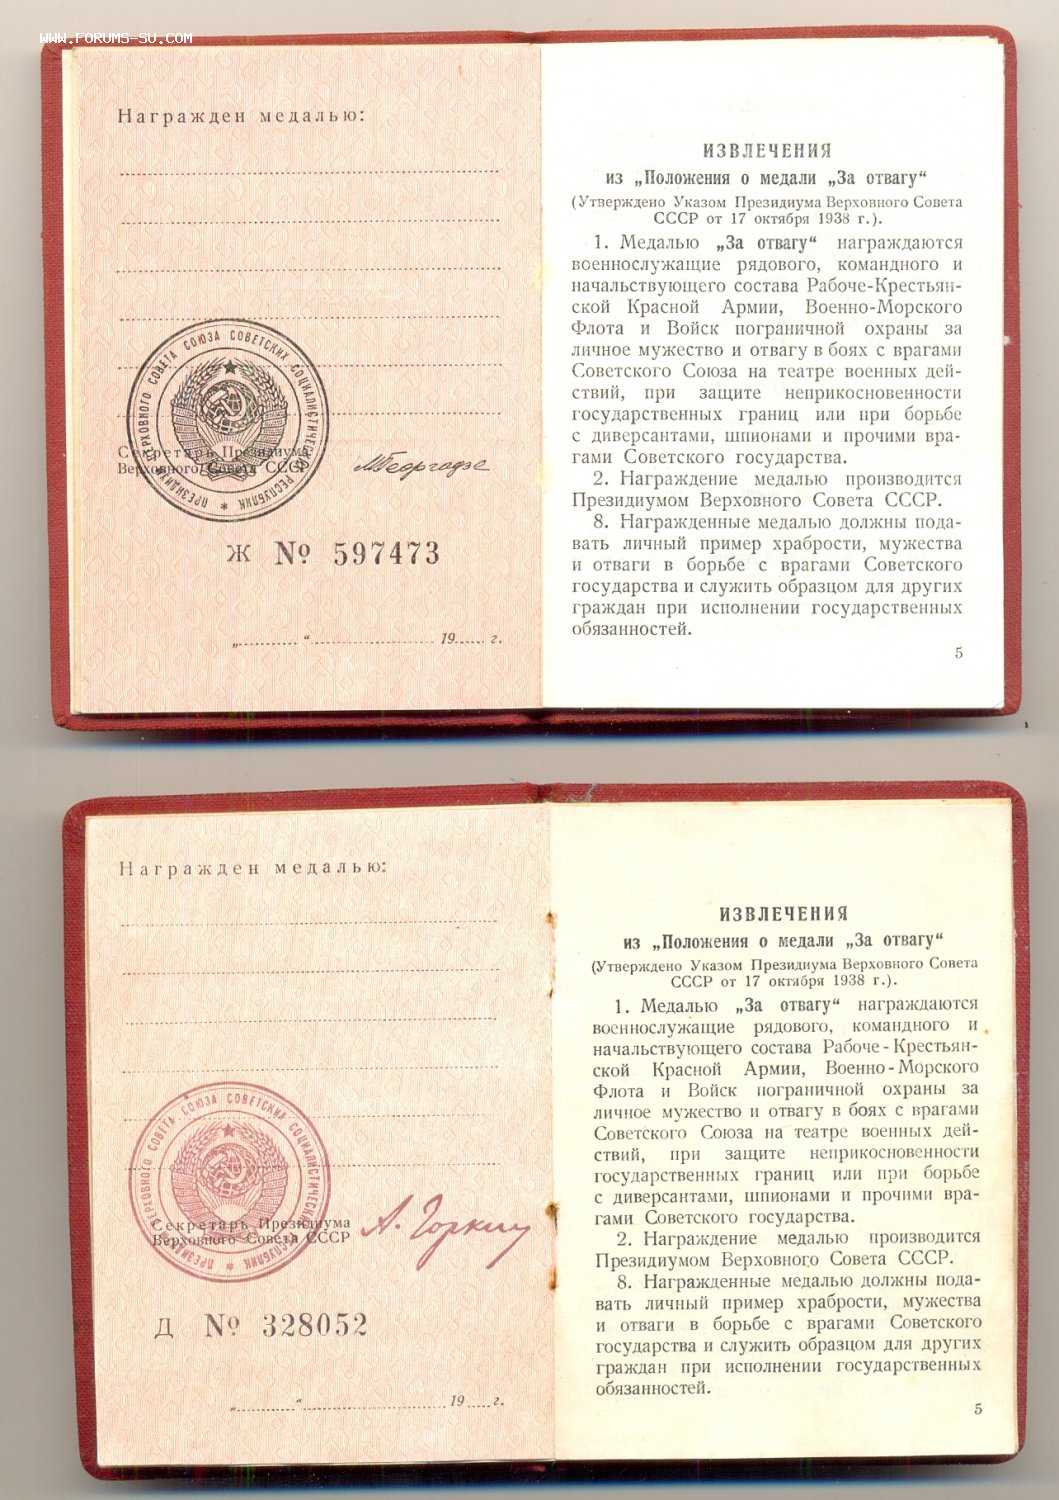 WWW.FORUMS-SU.COM
Награжден медалью:
ПРЕЗИДИУМ ВЕРХОВНОГО СОВЕТА СОЮЗА СОВЕТСКИХ СОЦИАЛИСТИЧЕСКИХ РЕСПУБЛИК *
Секретарь Президиума
Верховного Совета СССР
МГеоргадзе
Ж № 597473
„..........“.................... 19..... г.
ИЗВЛЕЧЕНИЯ
из „Положения о медали „За отвагу“
(Утверждено Указом Президиума Верховного Совета
СССР от 17 октября 1938 г.).
1. Медалью „За отвагу“ награждаются
военнослужащие рядового, командного и
начальствующего состава Рабоче-Крестьян-
ской Красной Армии, Военно-Морского
Флота и Войск пограничной охраны за
личное мужество и отвагу в боях с врагами
Советского Союза на театре военных дей-
ствий, при защите неприкосновенности
государственных границ или при борьбе
с диверсантами, шпионами и прочими вра-
гами Советского государства.
2. Награждение медалью производится
Президиумом Верховного Совета СССР.
8. Награжденные медалью должны пода-
вать личный пример храбрости, мужества
и отваги в борьбе с врагами Советского
государства и служить образцом для других
граждан при исполнении государственных
обязанностей.
5
Награжден медалью:
ПРЕЗИДИУМ ВЕРХОВНОГО СОВЕТА СОЮЗА СОВЕТСКИХ СОЦИАЛИСТИЧЕСКИХ РЕСПУБЛИК *
Секретарь Президиума
Верховного Совета СССР
А. Горкин
Д № 328052
„..........“.................... 19..... г.
ИЗВЛЕЧЕНИЯ
из „Положения о медали „За отвагу“
(Утверждено Указом Президиума Верховного Совета
СССР от 17 октября 1938 г.).
1. Медалью „За отвагу“ награждаются
военнослужащие рядового, командного и
начальствующего состава Рабоче-Крестьян-
ской Красной Армии, Военно-Морского
Флота и Войск пограничной охраны за
личное мужество и отвагу в боях с врагами
Советского Союза на театре военных дей-
ствий, при защите неприкосновенности
государственных границ или при борьбе
с диверсантами, шпионами и прочими вра-
гами Советского государства.
2. Награждение медалью производится
Президиумом Верховного Совета СССР.
8. Награжденные медалью должны пода-
вать личный пример храбрости, мужества
и отваги в борьбе с врагами Советского
государства и служить образцом для других
граждан при исполнении государственных
обязанностей.
5